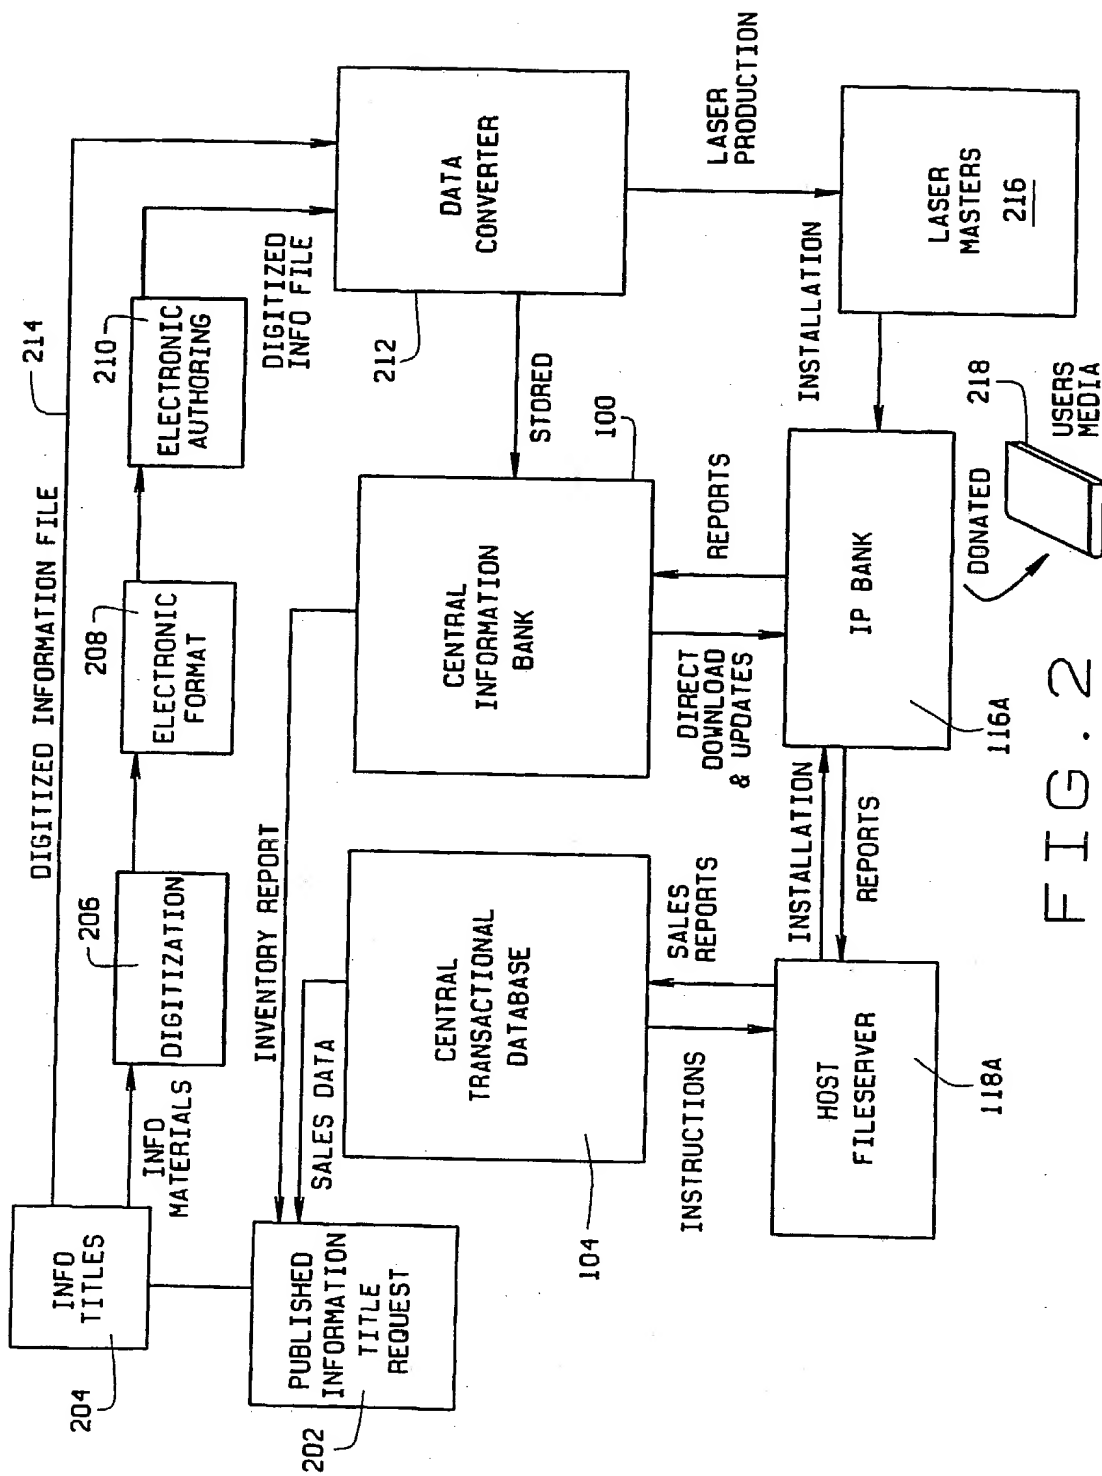 204
INFO
TITLES
DIGITIZED INFORMATION FILE
214
INFO
MATERIALS
206
DIGITIZATION
208
ELECTRONIC
FORMAT
210
ELECTRONIC
AUTHORING
DIGITIZED
INFO FILE
202
PUBLISHED
INFORMATION
TITLE
REQUEST
INVENTORY REPORT
SALES DATA
CENTRAL
TRANSACTIONAL
DATABASE
104
CENTRAL
INFORMATION
BANK
100
STORED
212
DATA
CONVERTER
LASER
PRODUCTION
INSTRUCTIONS
SALES
REPORTS
DIRECT
DOWNLOAD
& UPDATES
REPORTS
HOST
FILESERVER
118A
INSTALLATION
REPORTS
IP BANK
116A
INSTALLATION
LASER
MASTERS
216
DONATED
218
USERS
MEDIA
FIG. 2